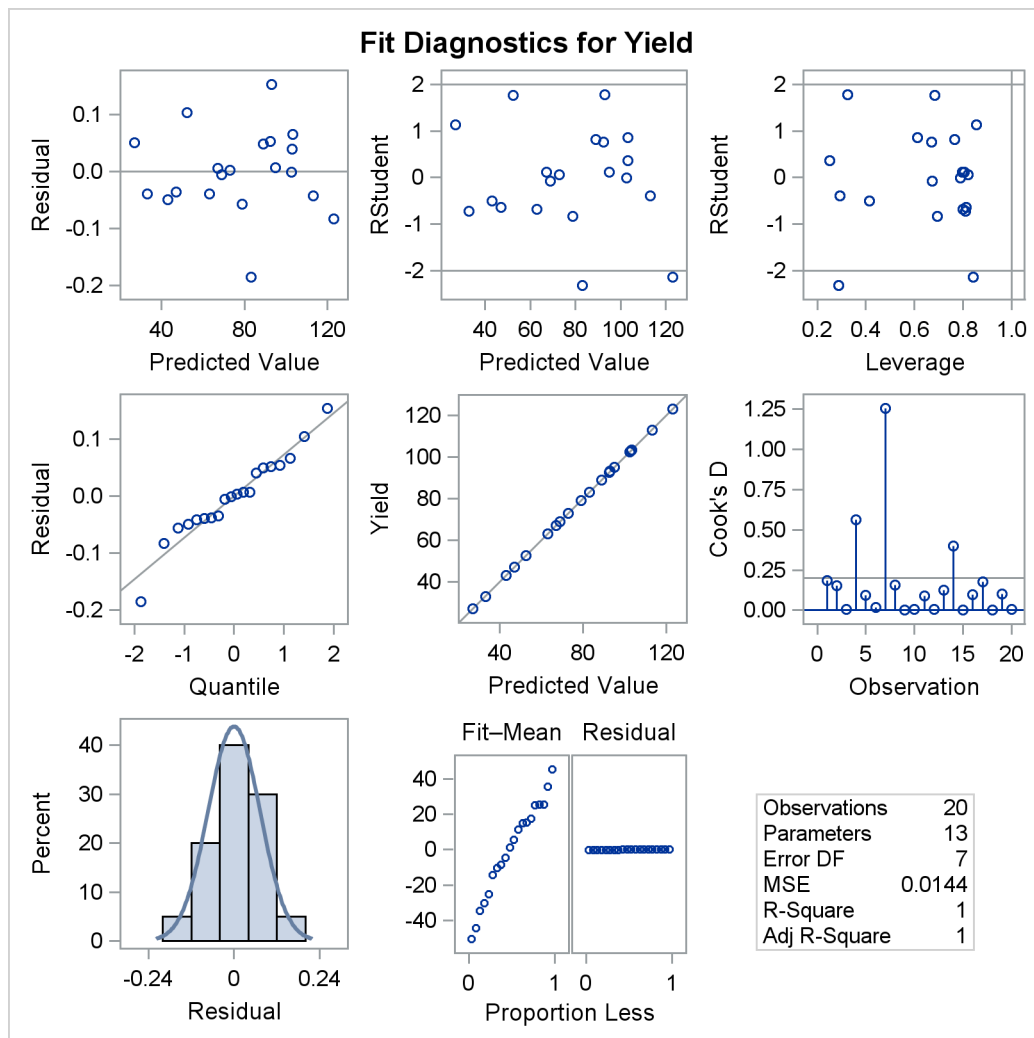 Fit Diagnostics for Yield
Residual
0.1
0.0
-0.1
-0.2
40 80 120
Predicted Value
RStudent
2
1
0
-1
-2
40 60 80 100 120
Predicted Value
RStudent
2
1
0
-1
-2
0.2 0.4 0.6 0.8 1.0
Leverage
Residual
0.1
0.0
-0.1
-0.2
-2 -1 0 1 2
Quantile
Yield
120
100
80
60
40
40 80 120
Predicted Value
Cook's D
1.25
1.00
0.75
0.50
0.25
0.00
0 5 10 15 20
Observation
Percent
40
30
20
10
0
-0.24 0 0.24
Residual
Fit–Mean Residual
40
20
0
-20
-40
0 1 0 1
Proportion Less
Observations 20
Parameters 13
Error DF 7
MSE 0.0144
R-Square 1
Adj R-Square 1